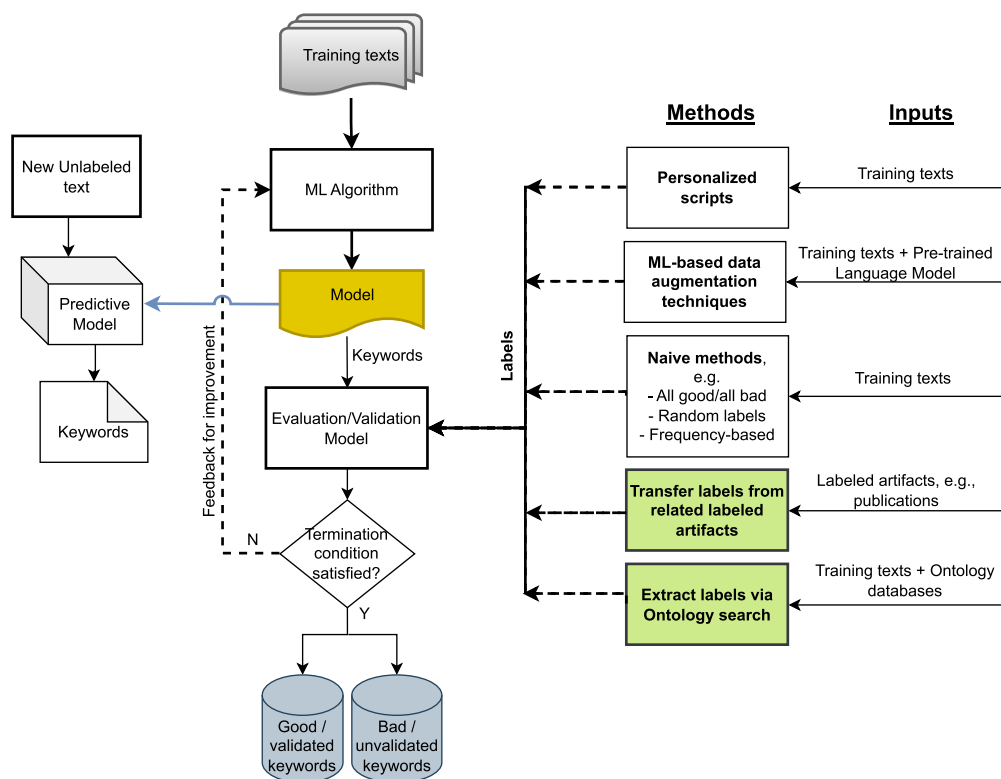 Training texts
Methods
Inputs
New Unlabeled
text
ML Algorithm
Personalized
scripts
Training texts
Predictive
Model
Model
ML-based data
augmentation
techniques
Training texts + Pre-trained
Language Model
Keywords
Keywords
Feedback for improvement
Labels
Evaluation/Validation
Model
Naive methods,
e.g.
- All good/all bad
- Random labels
- Frequency-based
Training texts
Termination
condition
satisfied?
N
Y
Transfer labels from
related labeled
artifacts
Labeled artifacts, e.g.,
publications
Extract labels via
Ontology search
Training texts + Ontology
databases
Good /
validated
keywords
Bad /
unvalidated
keywords